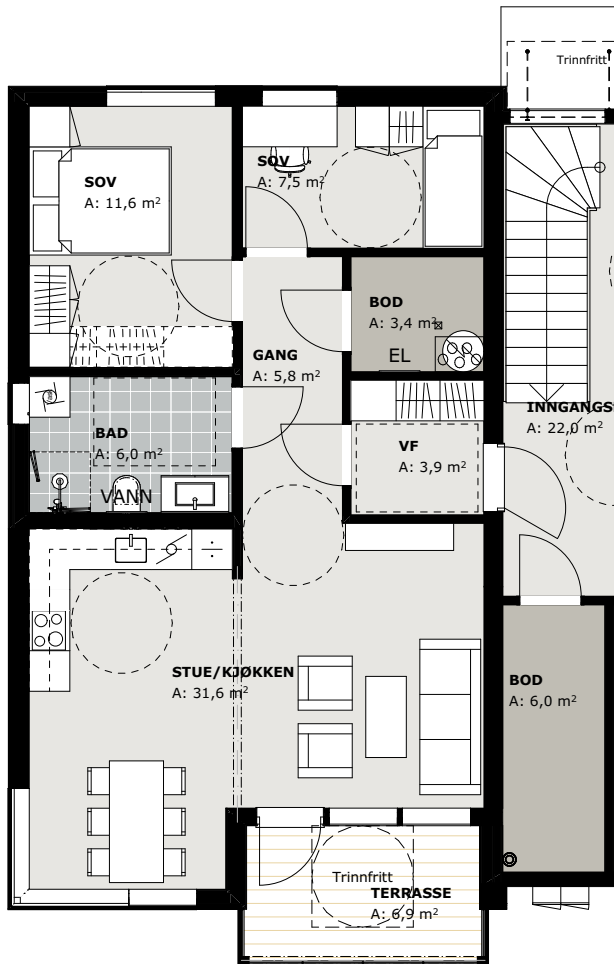 Trinnfritt
SOV
A: 11,6 m²
SOV
A: 7,5 m²
BOD
A: 3,4 m²
EL
GANG
A: 5,8 m²
INNGANGS
A: 22,0 m²
BAD
A: 6,0 m²
VANN
VF
A: 3,9 m²
STUE/KJØKKEN
A: 31,6 m²
BOD
A: 6,0 m²
Trinnfritt
TERRASSE
A: 6,9 m²